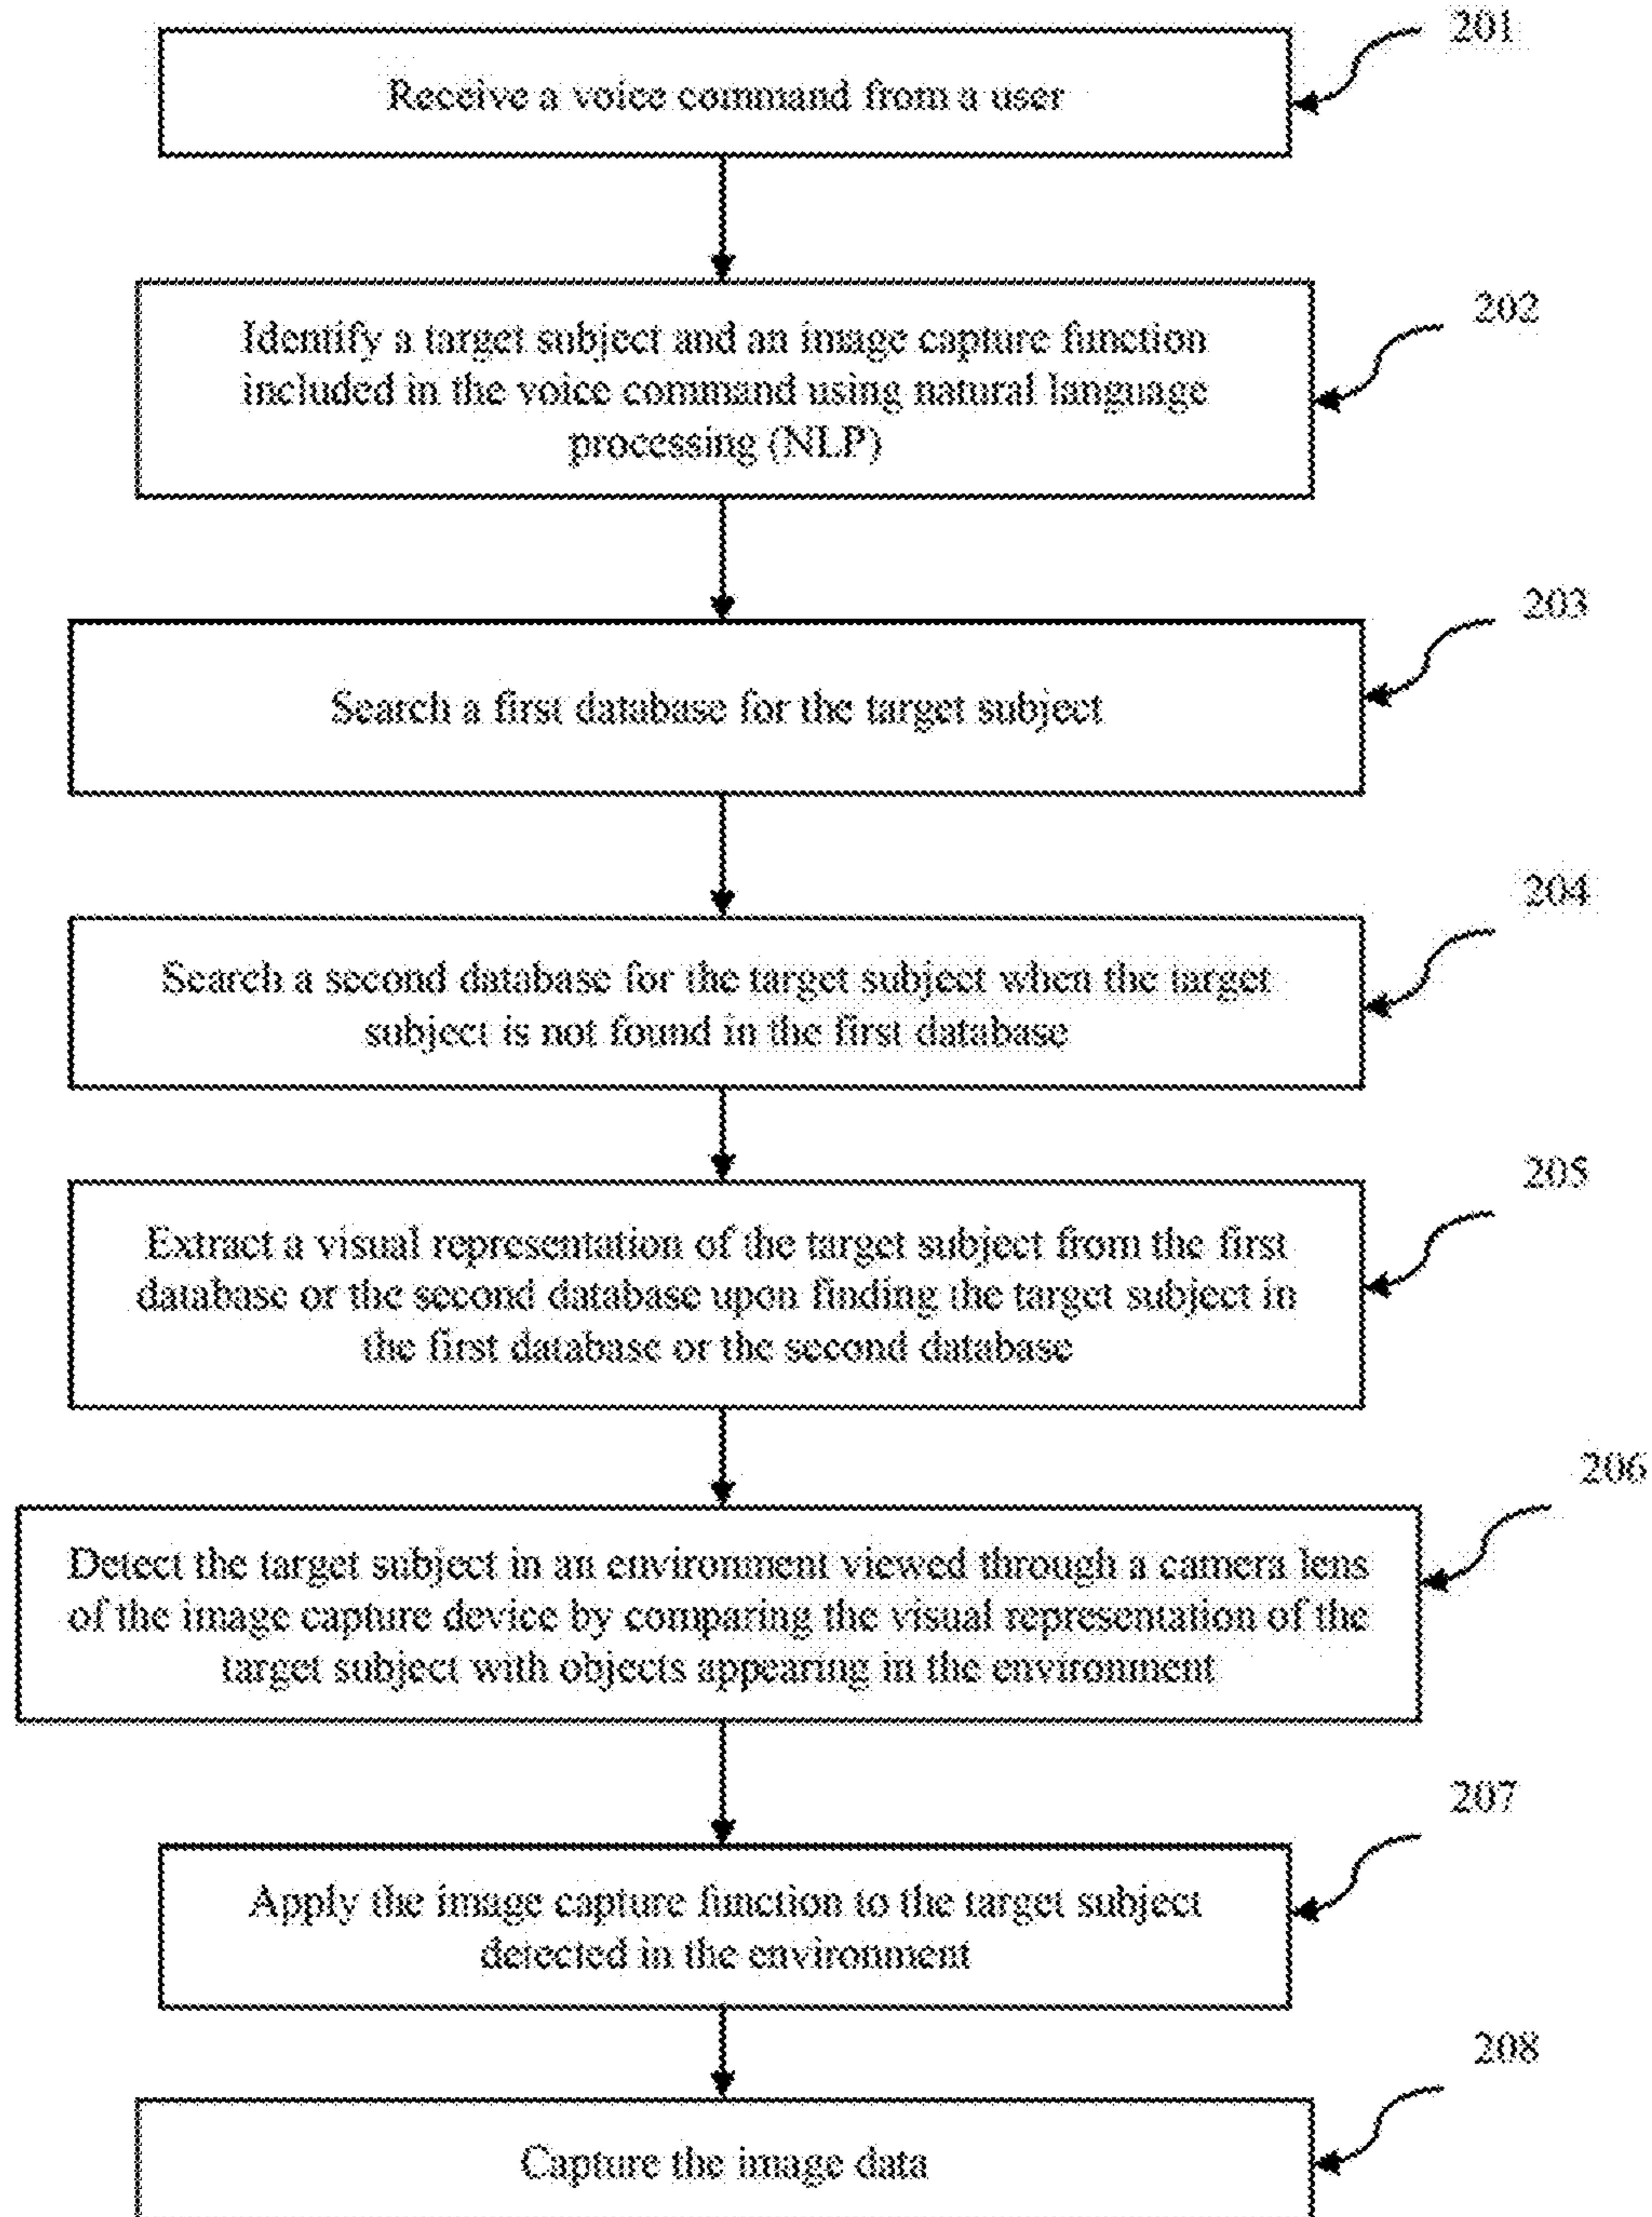 201
Receive a voice command from a user
202
Identify a target subject and an image capture function
included in the voice command using natural language
processing (NLP)
203
Search a first database for the target subject
204
Search a second database for the target subject when the target
subject is not found in the first database
205
Extract a visual representation of the target subject from the first
database or the second database upon finding the target subject in
the first database or the second database
206
Detect the target subject in an environment viewed through a camera lens
of the image capture device by comparing the visual representation of the
target subject with objects appearing in the environment
207
Apply the image capture function to the target subject
detected in the environment
208
Capture the image data